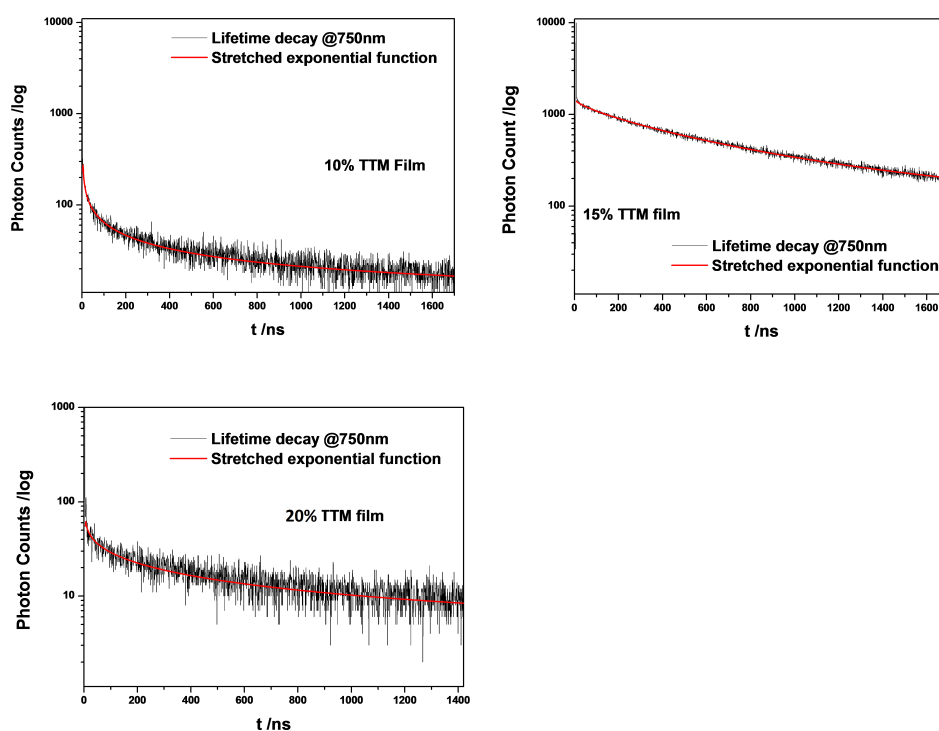 Photon Counts /log
10000
1000
100
Lifetime decay @750nm
Stretched exponential function
10% TTM Film
0 200 400 600 800 1000 1200 1400 1600
t /ns
Photon Count /log
10000
1000
100
15% TTM film
Lifetime decay @750nm
Stretched exponential function
0 200 400 600 800 1000 1200 1400 1600
t /ns
Photon Counts /log
1000
100
10
Lifetime decay @750nm
Stretched exponential function
20% TTM film
0 200 400 600 800 1000 1200 1400
t /ns